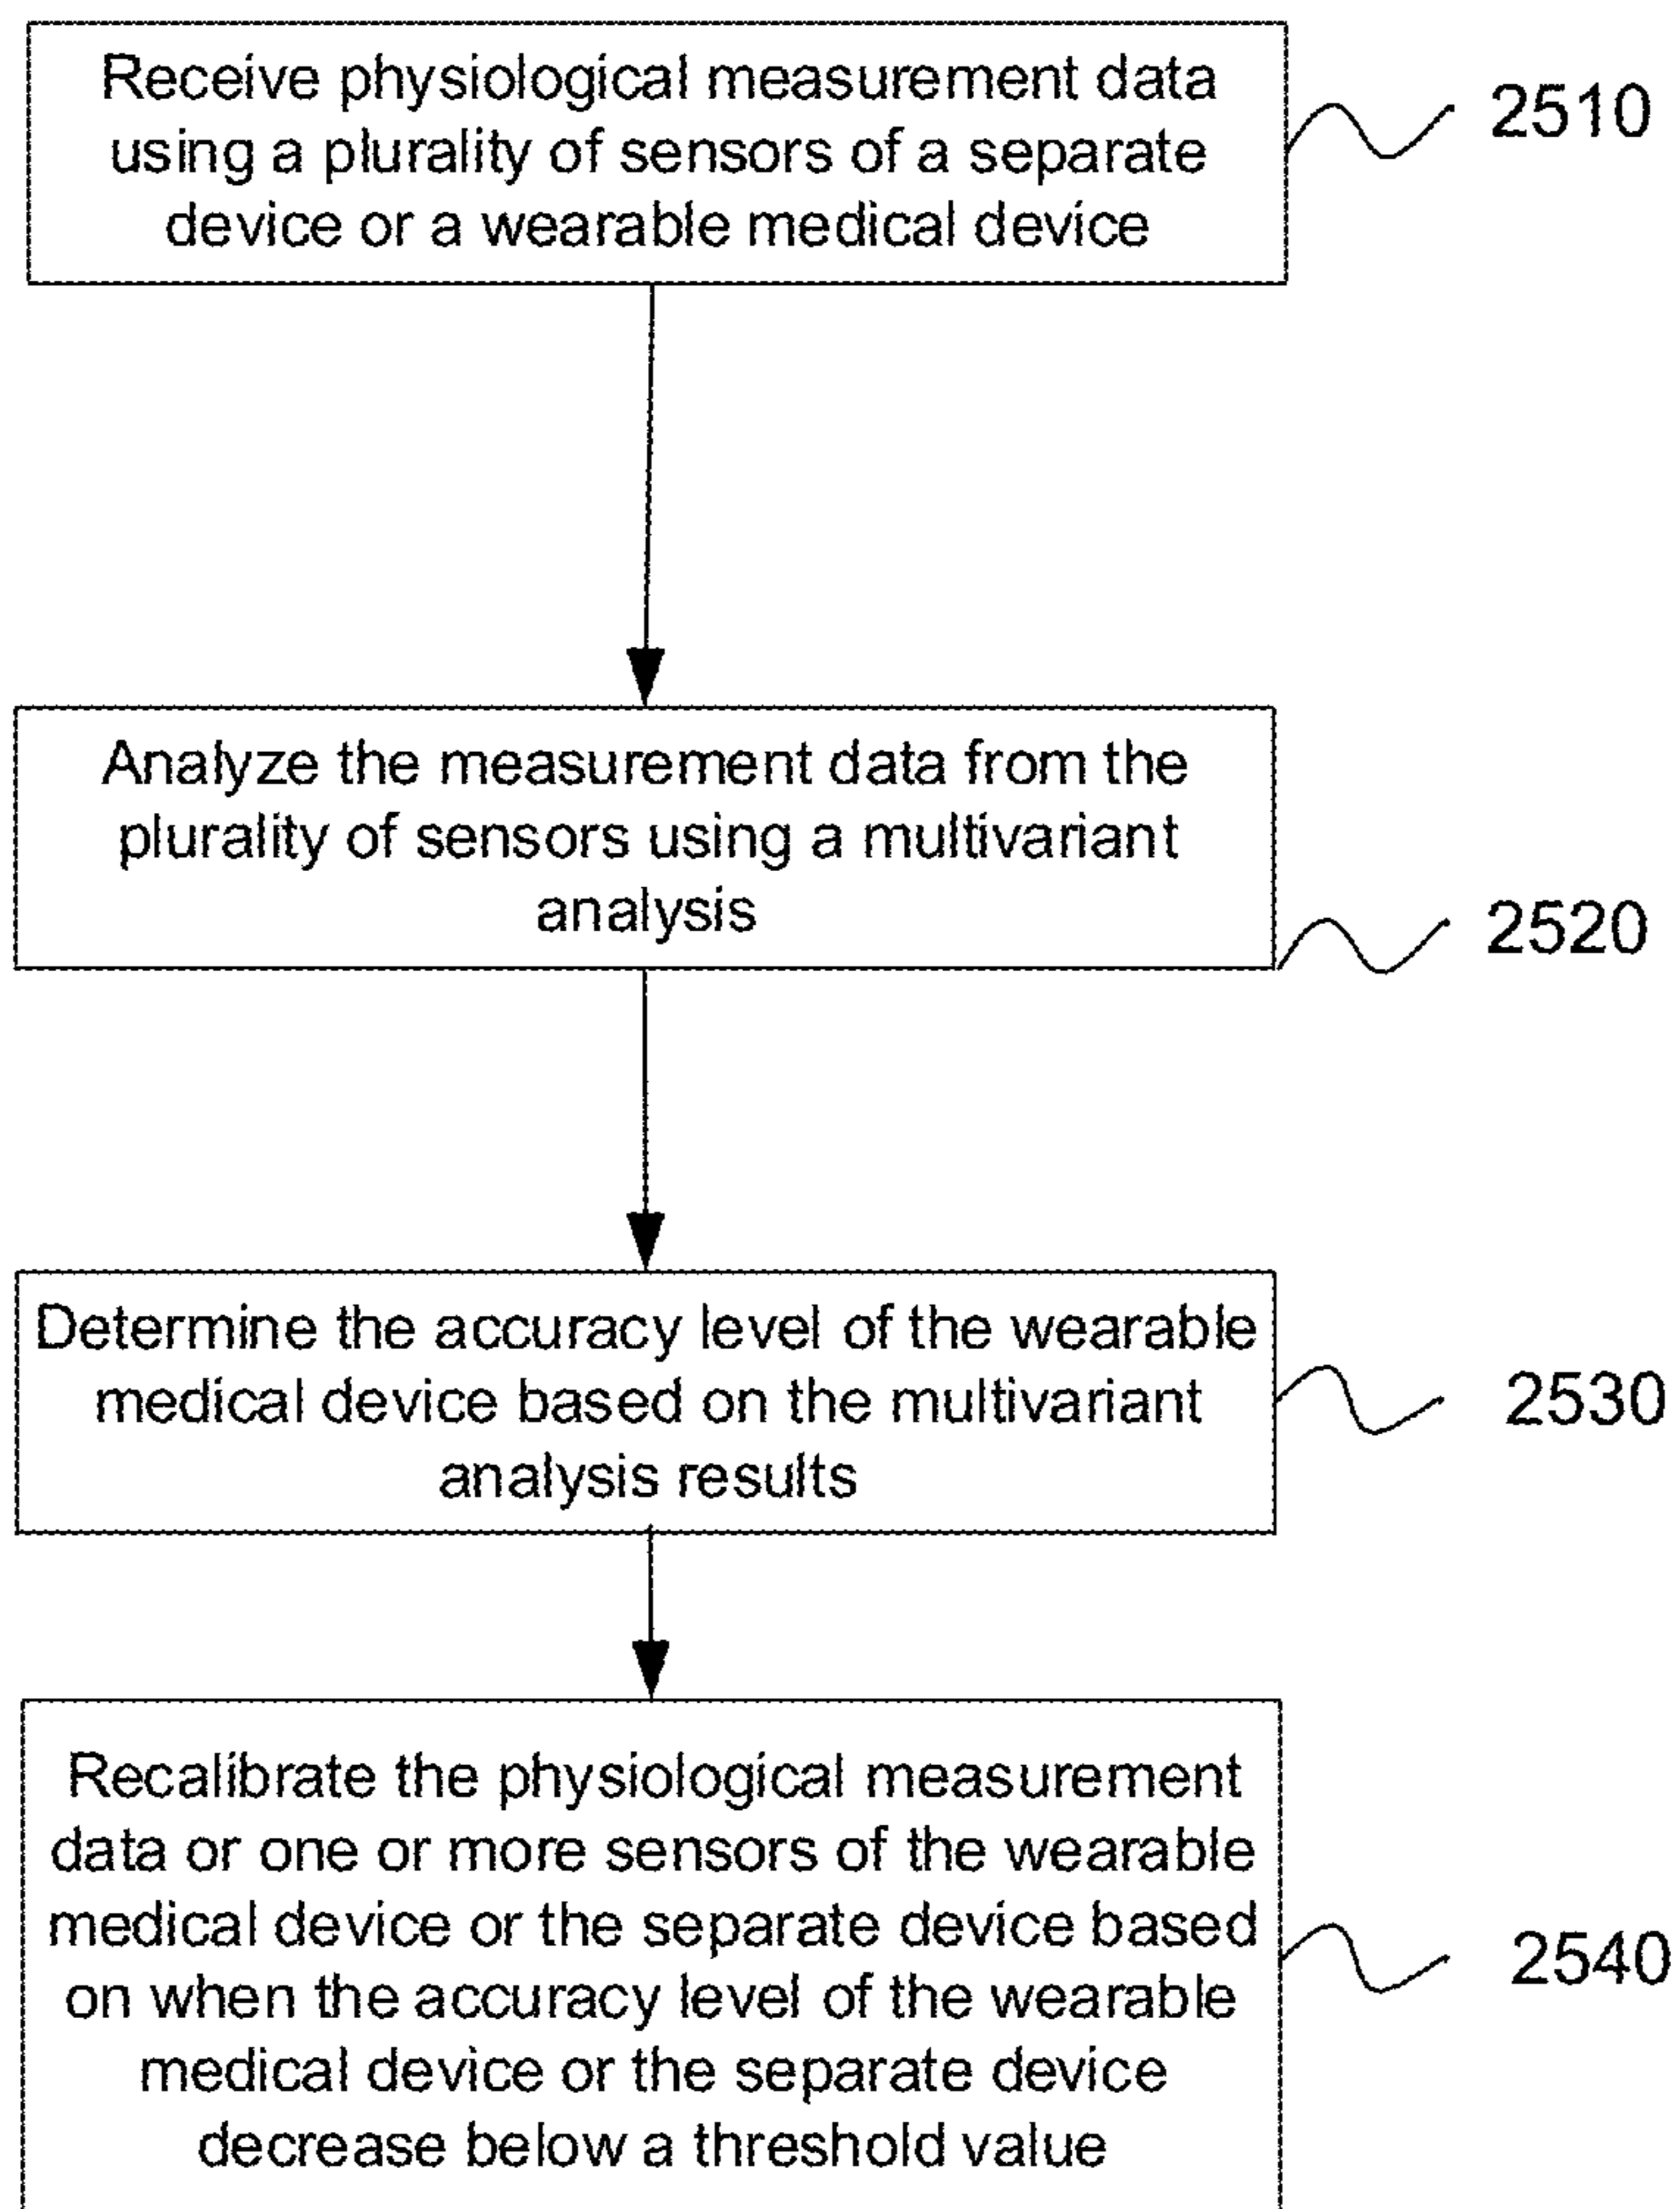 Receive physiological measurement data
using a plurality of sensors of a separate
device or a wearable medical device
2510
Analyze the measurement data from the
plurality of sensors using a multivariant
analysis
2520
Determine the accuracy level of the wearable
medical device based on the multivariant
analysis results
2530
Recalibrate the physiological measurement
data or one or more sensors of the wearable
medical device or the separate device based
on when the accuracy level of the wearable
medical device or the separate device
decrease below a threshold value
2540